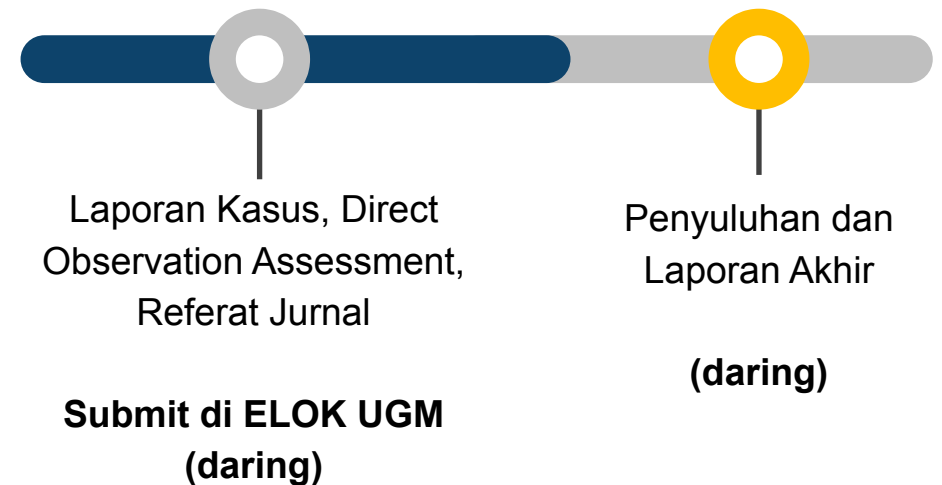 Laporan Kasus, Direct
Observation Assessment,
Referat Jurnal
Submit di ELOK UGM
(daring)
Penyuluhan dan
Laporan Akhir
(daring)